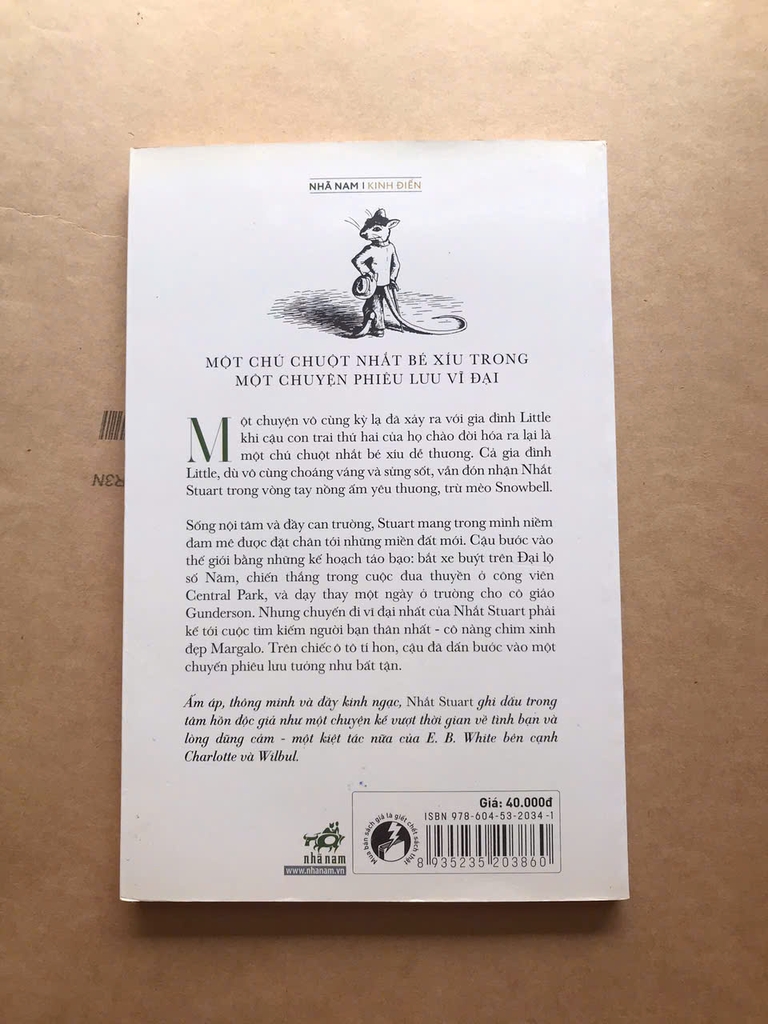 NHÃ NAM | KINH ĐIỂN
MỘT CHÚ CHUỘT NHẮT BÉ XÍU TRONG
MỘT CHUYỆN PHIÊU LƯU VĨ ĐẠI
Một chuyện vô cùng kỳ lạ đã xảy ra với gia đình Little
khi cậu con trai thứ hai của họ chào đời hóa ra lại là
một chú chuột nhắt bé xíu dễ thương. Cả gia đình
Little, dù vô cùng choáng váng và sửng sốt, vẫn đón nhận Nhắt
Stuart trong vòng tay nồng ấm yêu thương, trừ mèo Snowbell.
Sống nội tâm và đầy can trường, Stuart mang trong mình niềm
đam mê được đặt chân tới những miền đất mới. Cậu bước vào
thế giới bằng những kế hoạch táo bạo: bắt xe buýt trên Đại lộ
số Năm, chiến thắng trong cuộc đua thuyền ở công viên
Central Park, và dạy thay một ngày ở trường cho cô giáo
Gunderson. Nhưng chuyến đi vĩ đại nhất của Nhắt Stuart phải
kể tới cuộc tìm kiếm người bạn thân nhất - cô nàng chim xinh
đẹp Margalo. Trên chiếc ô tô tí hon, cậu đã dấn bước vào một
chuyến phiêu lưu tưởng như bất tận.
Ấm áp, thông minh và đầy kinh ngạc, Nhắt Stuart ghi dấu trong
tâm hồn độc giả như một chuyện kể vượt thời gian về tình bạn và
lòng dũng cảm - một kiệt tác nữa của E. B. White bên cạnh
Charlotte và Wilbul.
nhã nam
www.nhanam.vn
Mua bán sách giả là giết chết sách thật
Giá: 40.000đ
ISBN 978-604-53-2034-1
8 935235 203860